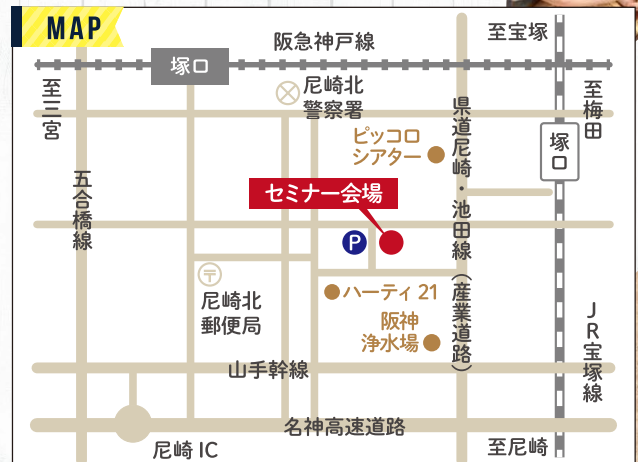 MAP
阪急神戸線
至宝塚
塚口
至三宮
尼崎北
警察署
至梅田
ピッコロ
シアター
県道尼崎・池田線（産業道路）
塚口
五合橋線
セミナー会場
P
〒
尼崎北
郵便局
ハーティ21
阪神
浄水場
JR宝塚線
山手幹線
名神高速道路
尼崎IC
至尼崎